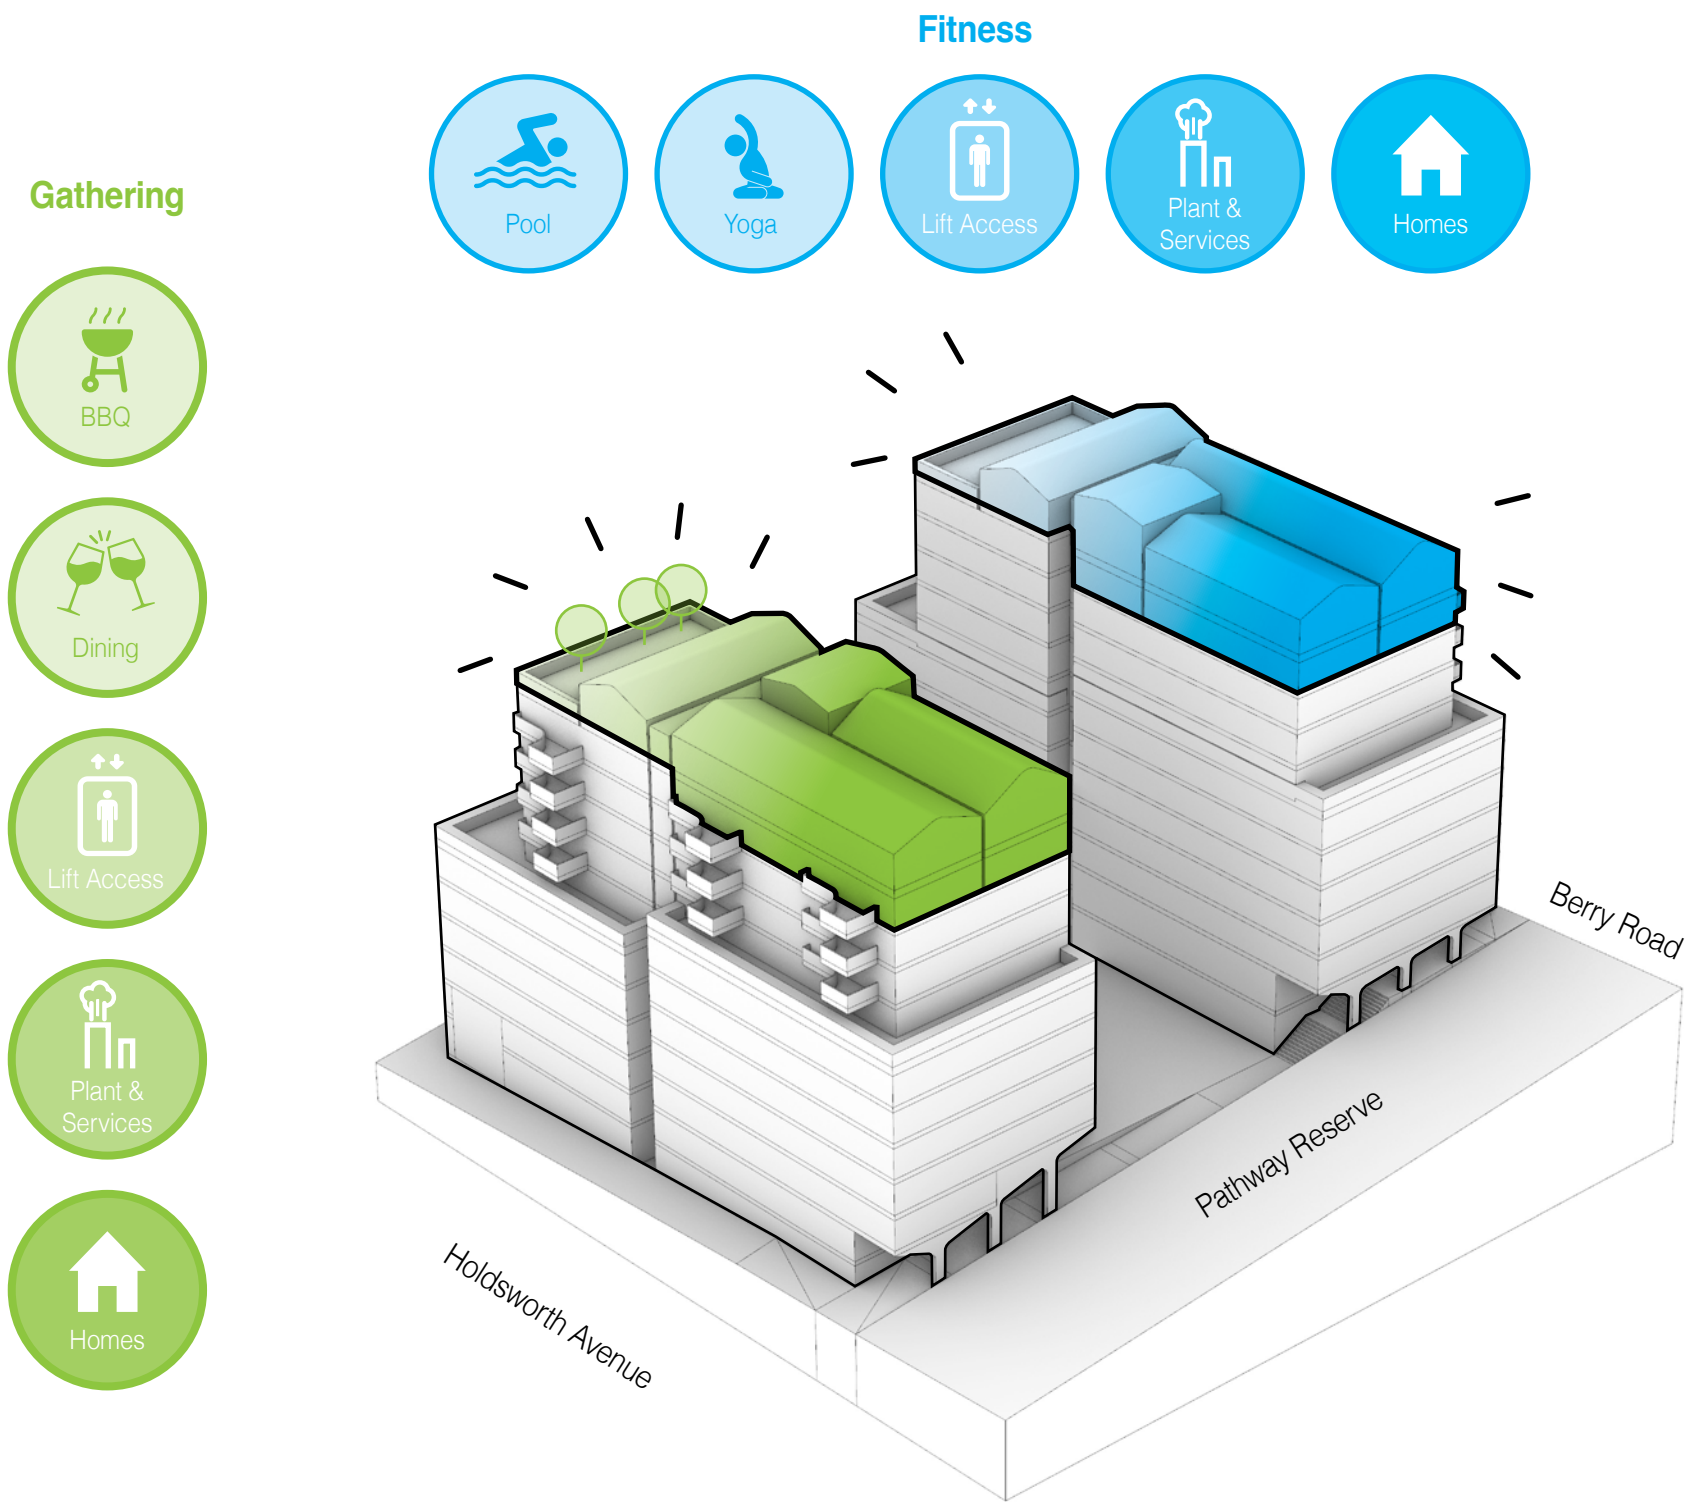 Fitness
Pool
Yoga
Lift Access
Plant &
Services
Homes
Gathering
BBQ
Dining
Lift Access
Plant &
Services
Homes
Berry Road
Pathway Reserve
Holdsworth Avenue